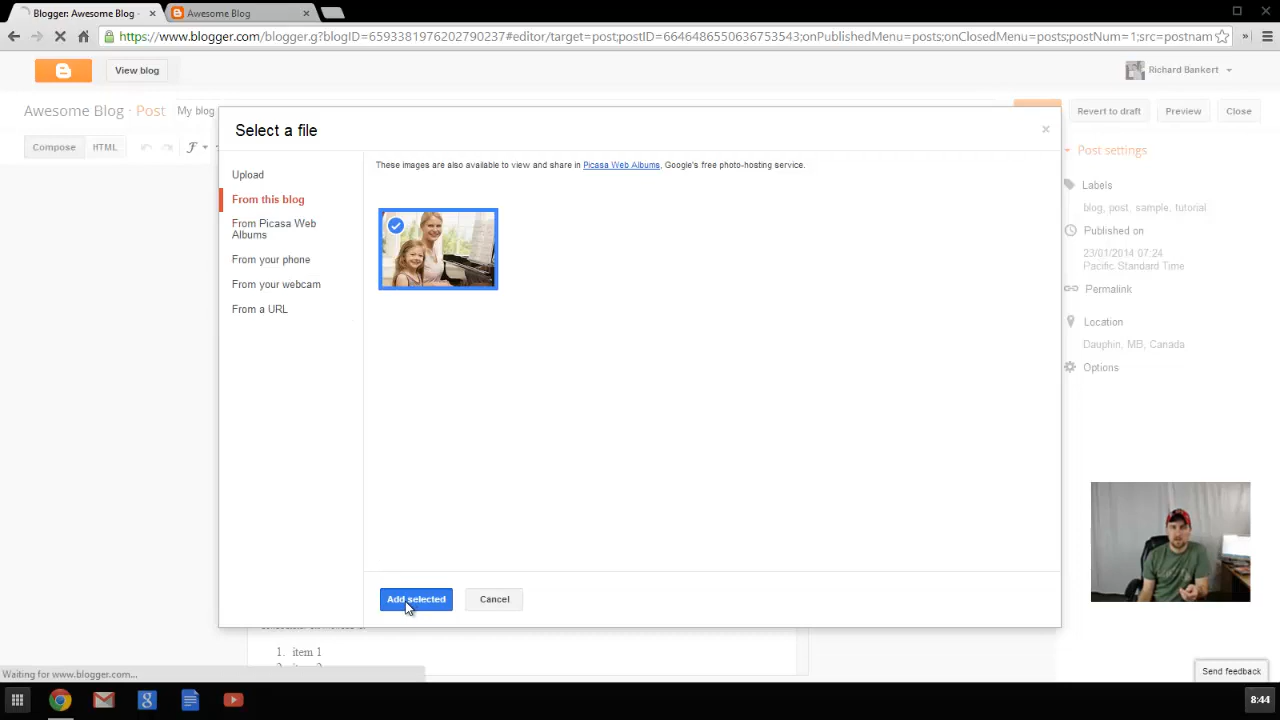 Blogger: Awesome Blog -
Awesome Blog
https://www.blogger.com/blogger.g?blogID=6593381976202790237#editor/target=post;postID=6646486550636753543;onPublishedMenu=posts;onClosedMenu=posts;postNum=1;src=postnam
View blog
Richard Bankert
Awesome Blog · Post
My blog
Revert to draft
Preview
Close
Compose
HTML
Select a file
Upload
From this blog
From Picasa Web
Albums
From your phone
From your webcam
From a URL
These images are also available to view and share in Picasa Web Albums, Google's free photo-hosting service.
Add selected
Cancel
Post settings
Labels
blog, post, sample, tutorial
Published on
23/01/2014 07:24
Pacific Standard Time
Permalink
Location
Dauphin, MB, Canada
Options
1. item 1
Waiting for www.blogger.com...
Send feedback
8:44